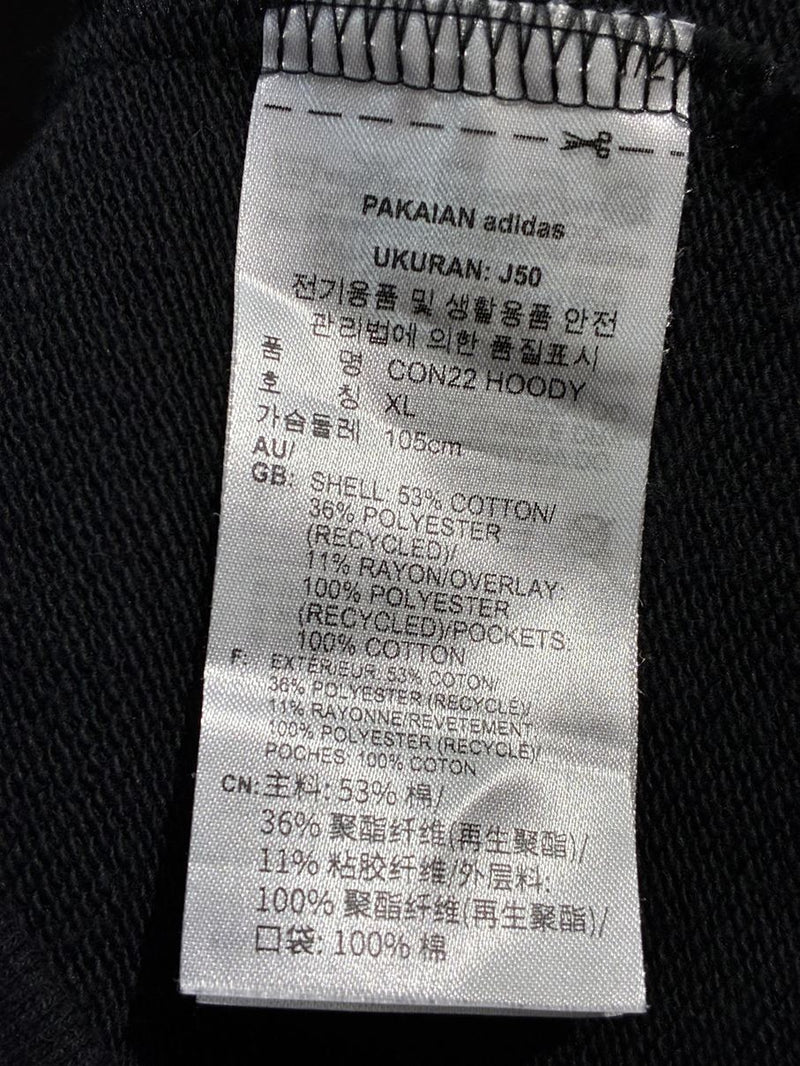 1/2
PAKAIAN adidas
UKURAN: J50
전기용품 및 생활용품 안전
관리법에 의한 품질표시
품 명 CON22 HOODY
호 칭 XL
가슴둘레 105cm
AU/
GB: SHELL: 53% COTTON/
36% POLYESTER
(RECYCLED)/
11% RAYON/OVERLAY:
100% POLYESTER
(RECYCLED)/POCKETS:
100% COTTON
F: EXTERIEUR: 53% COTON/
36% POLYESTER (RECYCLE)/
11% RAYONNE/REVETEMENT:
100% POLYESTER (RECYCLE)/
POCHES: 100% COTON
CN: 主料: 53% 棉/
36% 聚酯纤维(再生聚酯)/
11% 粘胶纤维/外层料:
100% 聚酯纤维(再生聚酯)/
口袋: 100% 棉